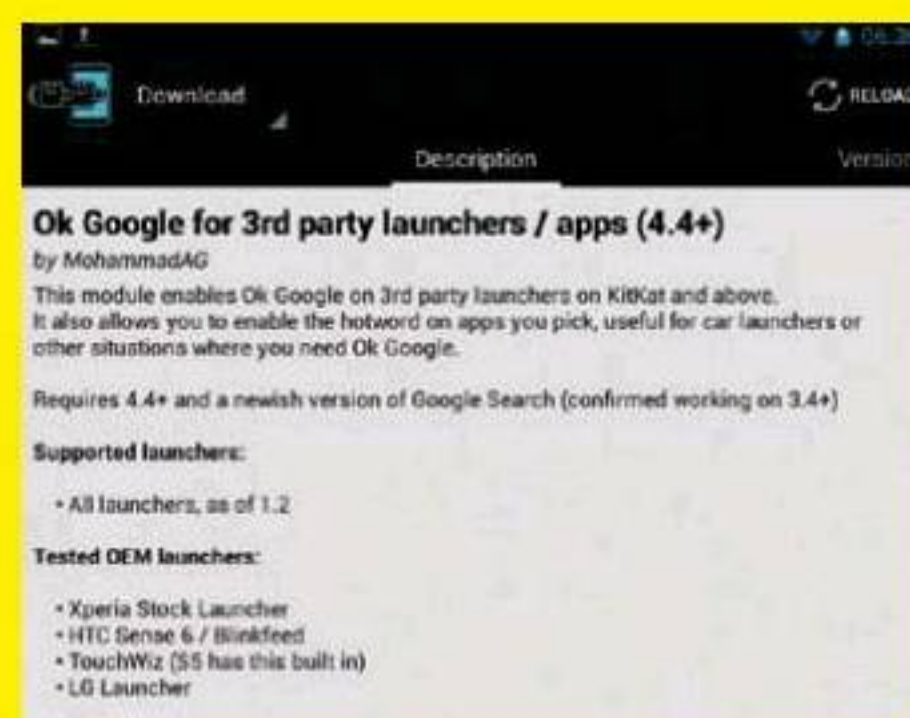 Download
RELOAD
Description
Version
Ok Google for 3rd party launchers / apps (4.4+)
by MohammadAG
This module enables Ok Google on 3rd party launchers on KitKat and above.
It also allows you to enable the hotword on apps you pick, useful for car launchers or
other situations where you need Ok Google.
Requires 4.4+ and a newish version of Google Search (confirmed working on 3.4+)
Supported launchers:
• All launchers, as of 1.2
Tested OEM launchers:
• Xperia Stock Launcher
• HTC Sense 6 / Blinkfeed
• TouchWiz (S5 has this built in)
• LG Launcher